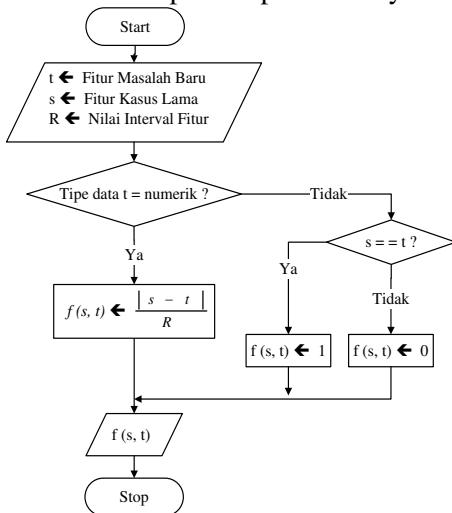 Start
t 🡸 Fitur Masalah Baru
s 🡸 Fitur Kasus Lama
R 🡸 Nilai Interval Fitur
Tipe data t = numerik ?
Tidak
s = = t ?
Ya
Ya
Tidak
f (s, t) 🡸 | s – t | / R
f (s, t) 🡸 1
f (s, t) 🡸 0
f (s, t)
Stop